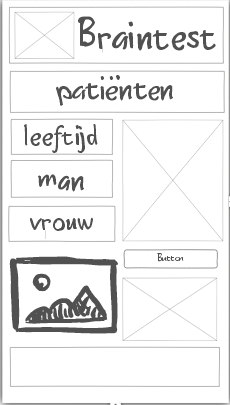 Braintest
patiënten
leeftijd
man
vrouw
Button